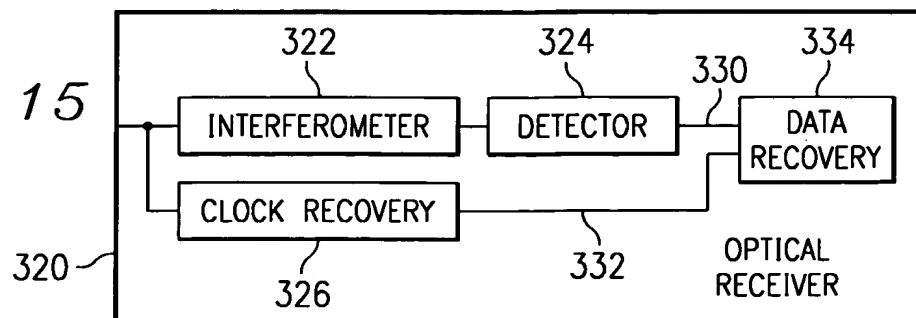 322
324
334
15
330
INTERFEROMETER
DETECTOR
DATA
RECOVERY
CLOCK RECOVERY
320
326
332
OPTICAL
RECEIVER